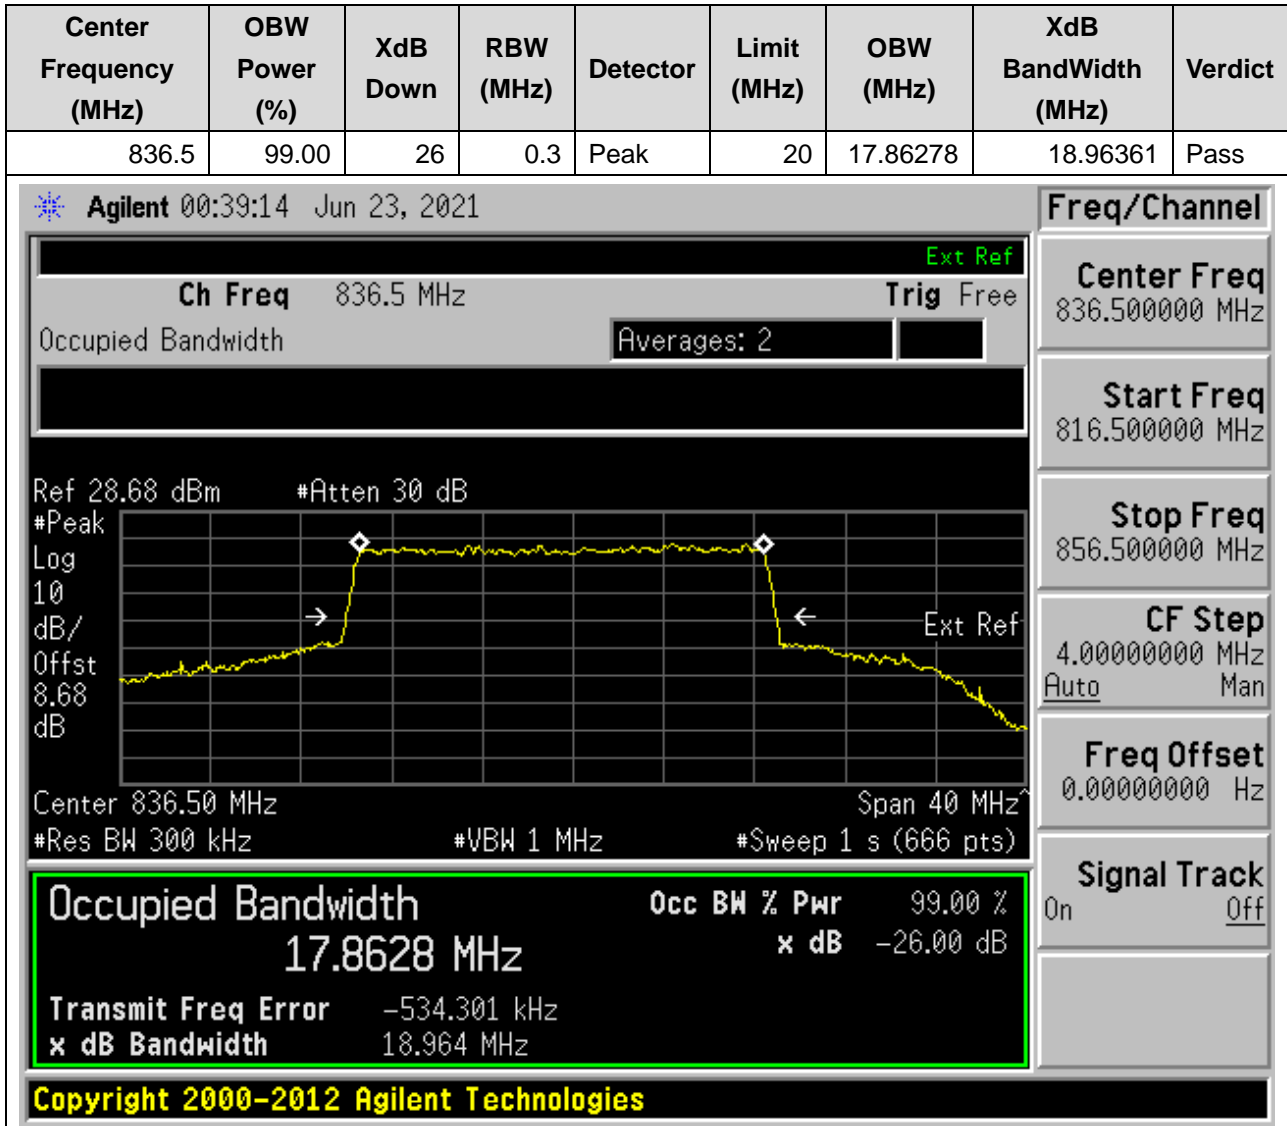 Center Frequency (MHz) OBW Power (%) XdB Down RBW (MHz) Detector Limit (MHz) OBW (MHz) XdB BandWidth (MHz) Verdict
836.5 99.00 26 0.3 Peak 20 17.86278 18.96361 Pass
Agilent 00:39:14 Jun 23, 2021
Freq/Channel
Ext Ref
Ch Freq 836.5 MHz Trig Free
Occupied Bandwidth Averages: 2
Center Freq
836.500000 MHz
Start Freq
816.500000 MHz
Stop Freq
856.500000 MHz
CF Step
4.00000000 MHz
Auto Man
Freq Offset
0.00000000 Hz
Signal Track
On Off
Ref 28.68 dBm #Atten 30 dB
#Peak
Log
10
dB/
Offst
8.68
dB
Ext Ref
Center 836.50 MHz Span 40 MHz^
#Res BW 300 kHz #VBW 1 MHz #Sweep 1 s (666 pts)
Occupied Bandwidth
17.8628 MHz
Occ BW % Pwr 99.00 %
x dB -26.00 dB
Transmit Freq Error -534.301 kHz
x dB Bandwidth 18.964 MHz
Copyright 2000-2012 Agilent Technologies